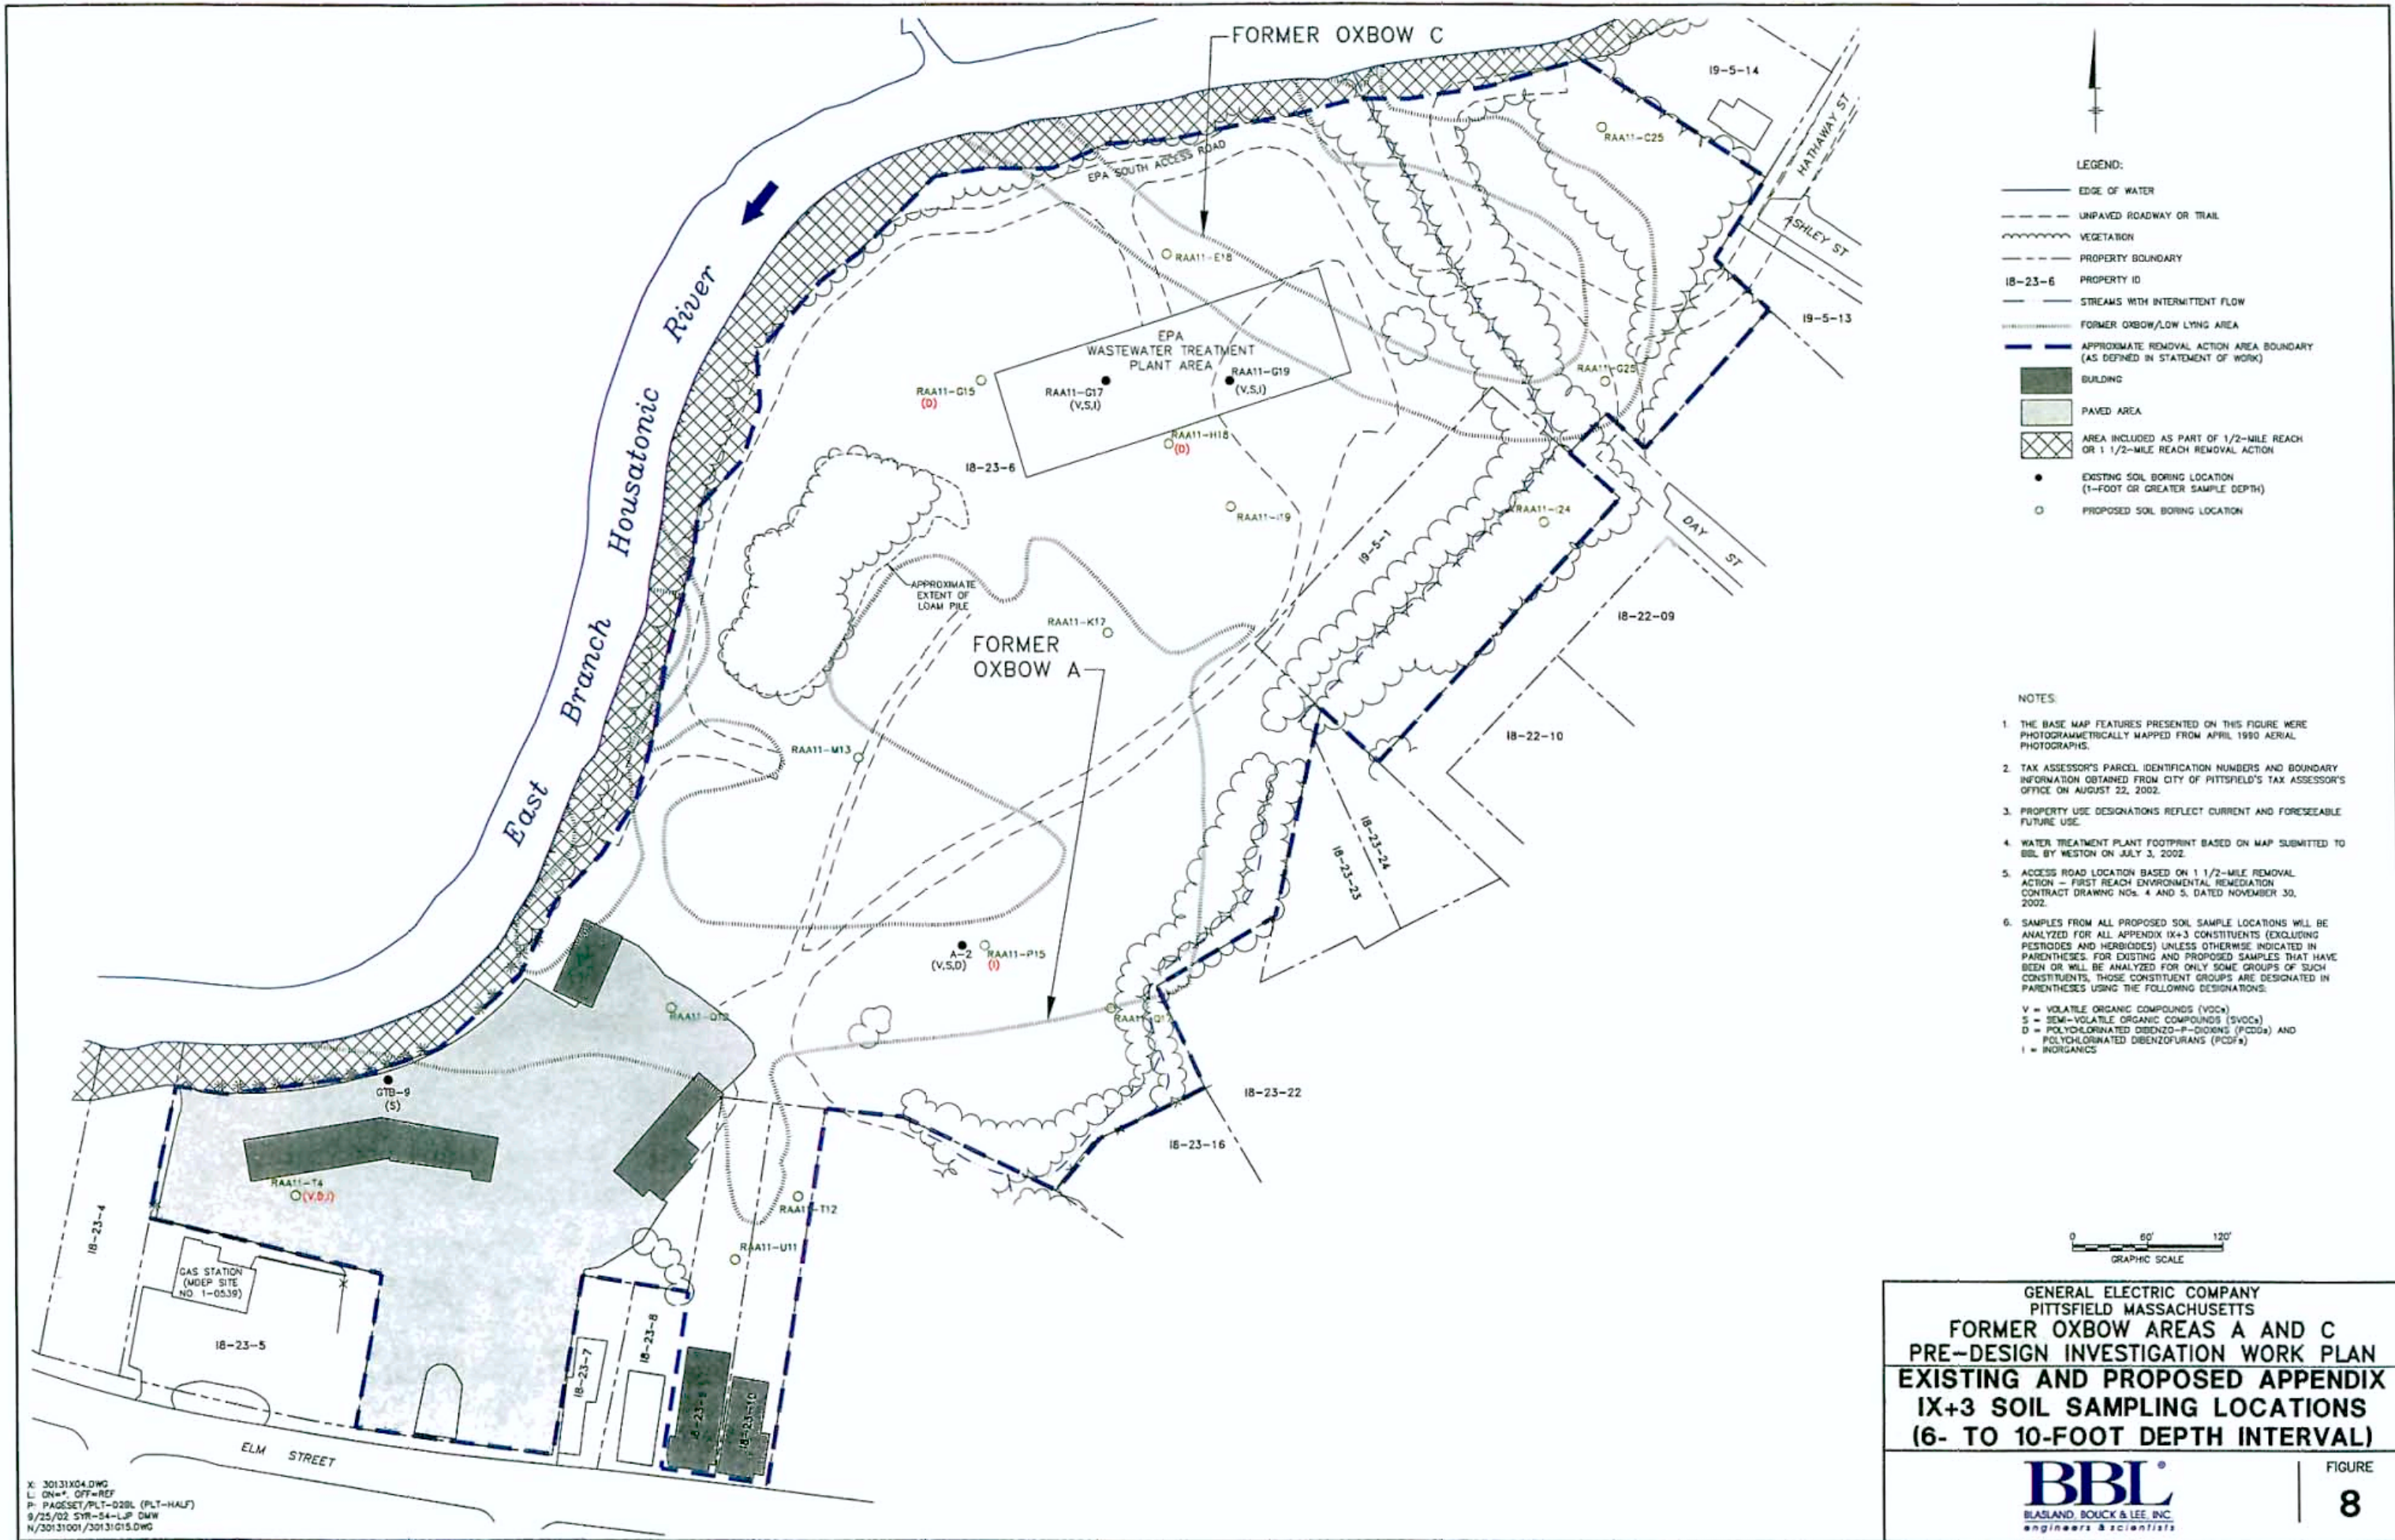 FORMER OXBOW C
19-5-14
HATHAWAY ST
RAA11-C25
EPA SOUTH ACCESS ROAD
ASHLEY ST
RAA11-E18
19-5-13
East Branch Housatonic River
EPA
WASTEWATER TREATMENT
PLANT AREA
RAA11-G15
(D)
RAA11-G17
(V,S,I)
RAA11-G19
(V,S,I)
RAA11-G25
RAA11-H18
(D)
18-23-6
RAA11-I19
RAA11-I24
DAY ST
19-5-1
APPROXIMATE
EXTENT OF
LOAM PILE
RAA11-K17
18-22-09
FORMER
OXBOW A
18-22-10
RAA11-M13
18-23-24
18-23-23
A-2
(V,S,D)
RAA11-P15
(I)
RAA11-Q17
GTB-9
(S)
18-23-22
18-23-16
RAA11-T4
(V,D,I)
RAA11-T12
18-23-4
RAA11-U11
GAS STATION
(MDEP SITE
NO. 1-0539)
18-23-5
18-23-7
18-23-8
18-23-9
18-23-10
ELM STREET
LEGEND:
EDGE OF WATER
UNPAVED ROADWAY OR TRAIL
VEGETATION
PROPERTY BOUNDARY
18-23-6 PROPERTY ID
STREAMS WITH INTERMITTENT FLOW
FORMER OXBOW/LOW LYING AREA
APPROXIMATE REMOVAL ACTION AREA BOUNDARY
(AS DEFINED IN STATEMENT OF WORK)
BUILDING
PAVED AREA
AREA INCLUDED AS PART OF 1/2-MILE REACH
OR 1 1/2-MILE REACH REMOVAL ACTION
EXISTING SOIL BORING LOCATION
(1-FOOT OR GREATER SAMPLE DEPTH)
PROPOSED SOIL BORING LOCATION
NOTES:
1. THE BASE MAP FEATURES PRESENTED ON THIS FIGURE WERE
PHOTOGRAMMETRICALLY MAPPED FROM APRIL 1990 AERIAL
PHOTOGRAPHS.
2. TAX ASSESSOR'S PARCEL IDENTIFICATION NUMBERS AND BOUNDARY
INFORMATION OBTAINED FROM CITY OF PITTSFIELD'S TAX ASSESSOR'S
OFFICE ON AUGUST 22, 2002.
3. PROPERTY USE DESIGNATIONS REFLECT CURRENT AND FORESEEABLE
FUTURE USE.
4. WATER TREATMENT PLANT FOOTPRINT BASED ON MAP SUBMITTED TO
BBL BY WESTON ON JULY 3, 2002.
5. ACCESS ROAD LOCATION BASED ON 1 1/2-MILE REMOVAL
ACTION - FIRST REACH ENVIRONMENTAL REMEDIATION
CONTRACT DRAWING NOs. 4 AND 5, DATED NOVEMBER 30,
2002.
6. SAMPLES FROM ALL PROPOSED SOIL SAMPLE LOCATIONS WILL BE
ANALYZED FOR ALL APPENDIX IX+3 CONSTITUENTS (EXCLUDING
PESTICIDES AND HERBICIDES) UNLESS OTHERWISE INDICATED IN
PARENTHESES. FOR EXISTING AND PROPOSED SAMPLES THAT HAVE
BEEN OR WILL BE ANALYZED FOR ONLY SOME GROUPS OF SUCH
CONSTITUENTS, THOSE CONSTITUENT GROUPS ARE DESIGNATED IN
PARENTHESES USING THE FOLLOWING DESIGNATIONS:
V = VOLATILE ORGANIC COMPOUNDS (VOCs)
S = SEMI-VOLATILE ORGANIC COMPOUNDS (SVOCs)
D = POLYCHLORINATED DIBENZO-P-DIOXINS (PCDDs) AND
POLYCHLORINATED DIBENZOFURANS (PCDFs)
I = INORGANICS
0 60' 120'
GRAPHIC SCALE
GENERAL ELECTRIC COMPANY
PITTSFIELD MASSACHUSETTS
FORMER OXBOW AREAS A AND C
PRE-DESIGN INVESTIGATION WORK PLAN
EXISTING AND PROPOSED APPENDIX
IX+3 SOIL SAMPLING LOCATIONS
(6- TO 10-FOOT DEPTH INTERVAL)
BBL®
BLASLAND, BOUCK & LEE, INC.
engineers & scientists
FIGURE
8
X: 30131X04.DWG
L: ON=*, OFF=REF
P: PAGESET/PLT-D2BL (PLT-HALF)
9/25/02 SYR-54-LJP DMW
N/30131001/30131G15.DWG